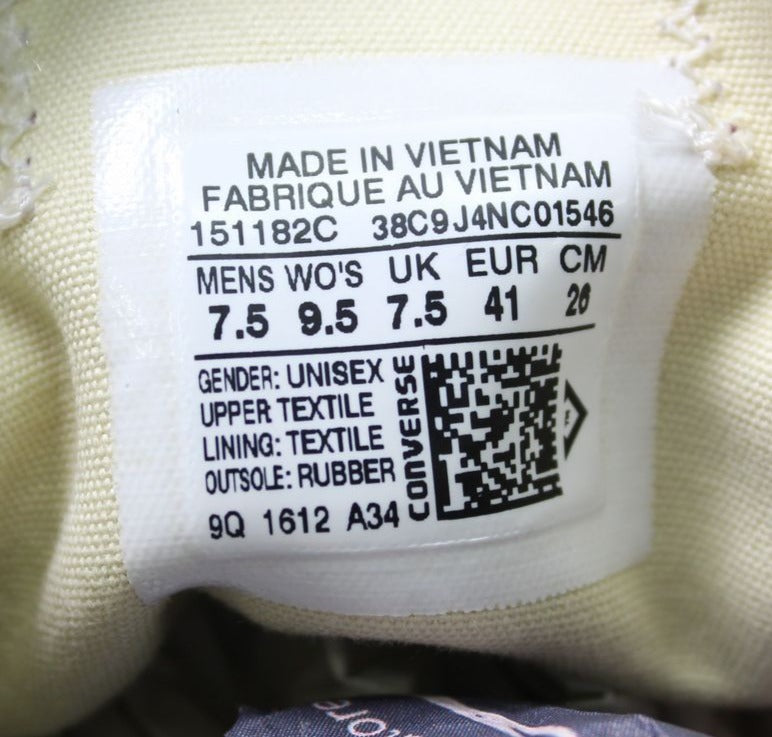 MADE IN VIETNAM
FABRIQUE AU VIETNAM
151182C 38C9J4NC01546
MENS WO'S UK EUR CM
7.5 9.5 7.5 41 26
GENDER: UNISEX
UPPER TEXTILE
LINING: TEXTILE
OUTSOLE: RUBBER
9Q 1612 A34
CONVERSE
tore